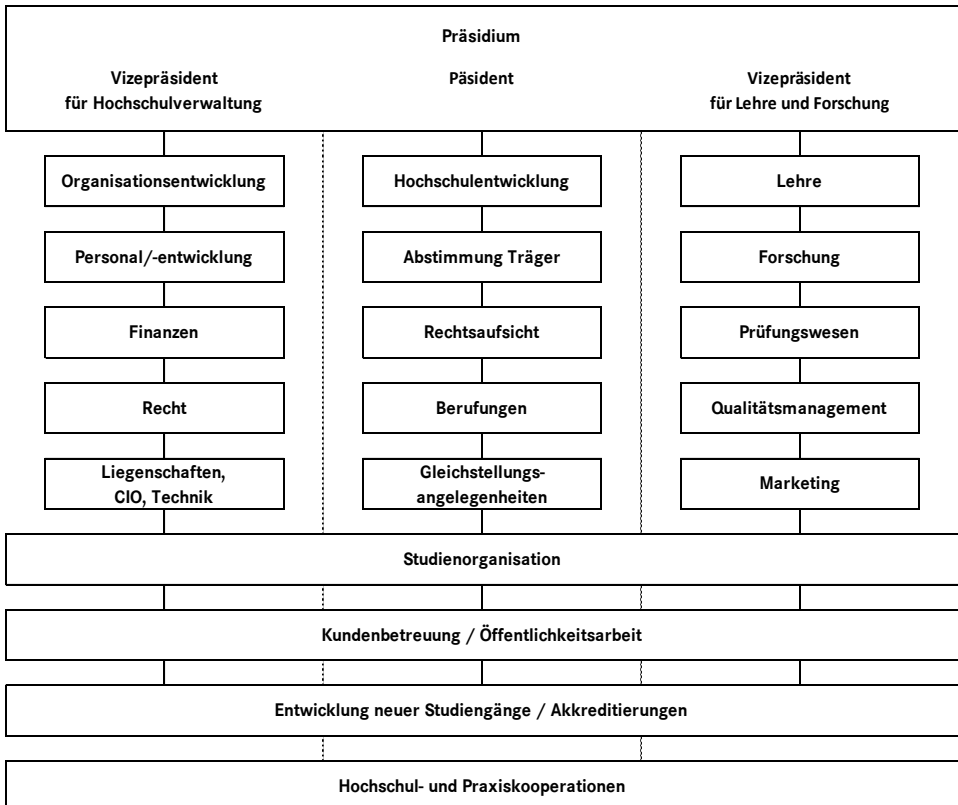 Präsidium
Vizepräsident
für Hochschulverwaltung
Päsident
Vizepräsident
für Lehre und Forschung
Organisationsentwicklung
Hochschulentwicklung
Lehre
Personal/-entwicklung
Abstimmung Träger
Forschung
Finanzen
Rechtsaufsicht
Prüfungswesen
Recht
Berufungen
Qualitätsmanagement
Liegenschaften,
CIO, Technik
Gleichstellungs-
angelegenheiten
Marketing
Studienorganisation
Kundenbetreuung / Öffentlichkeitsarbeit
Entwicklung neuer Studiengänge / Akkreditierungen
Hochschul- und Praxiskooperationen